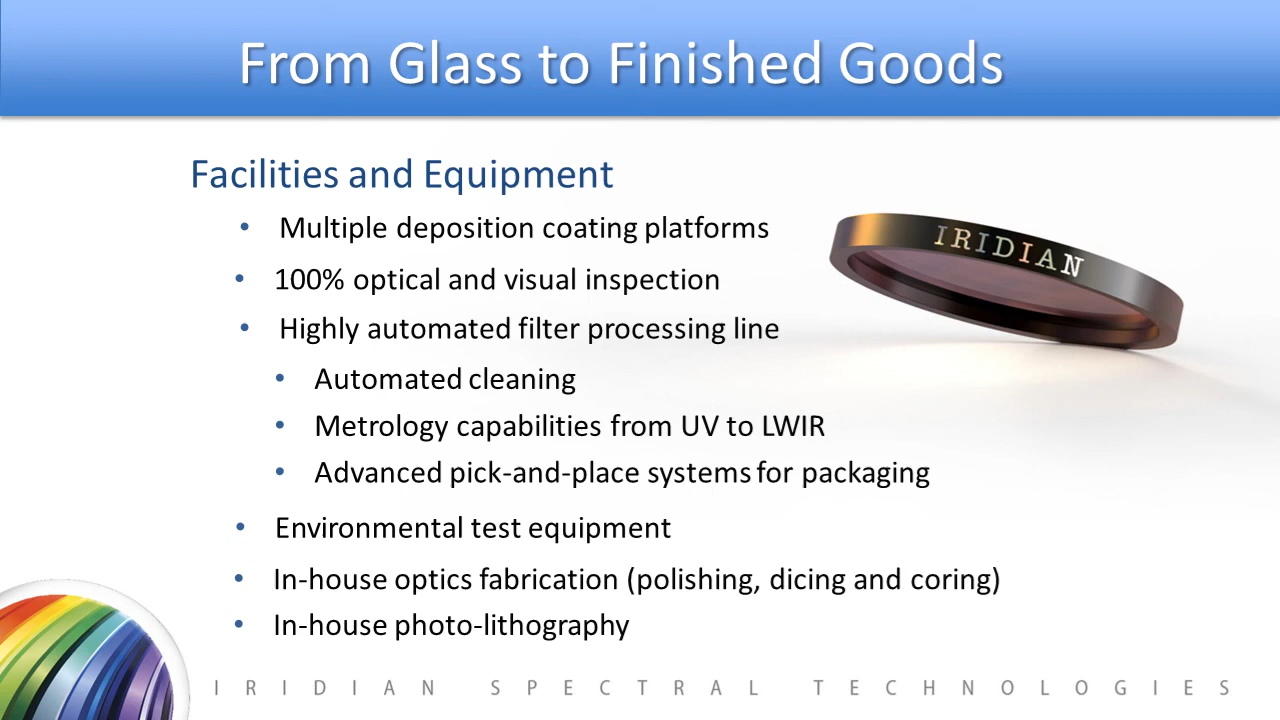 From Glass to Finished Goods
Facilities and Equipment
• Multiple deposition coating platforms
IRIDIAN
• 100% optical and visual inspection
• Highly automated filter processing line
• Automated cleaning
• Metrology capabilities from UV to LWIR
• Advanced pick-and-place systems for packaging
• Environmental test equipment
• In-house optics fabrication (polishing, dicing and coring)
• In-house photo-lithography
IRIDIAN SPECTRAL TECHNOLOGIES